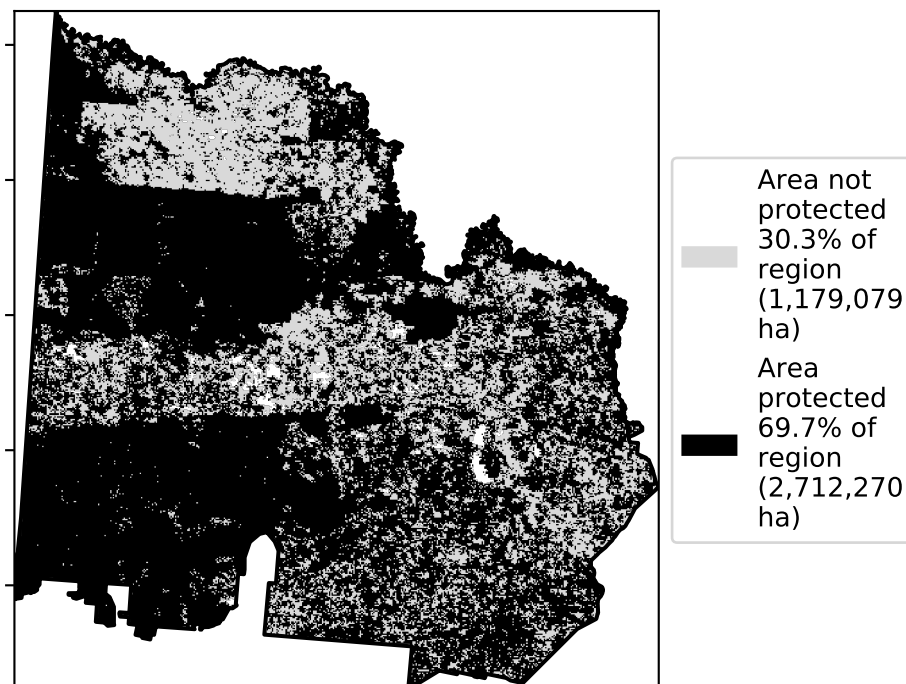 Area not
protected
30.3% of
region
(1,179,079
ha)
Area
protected
69.7% of
region
(2,712,270
ha)